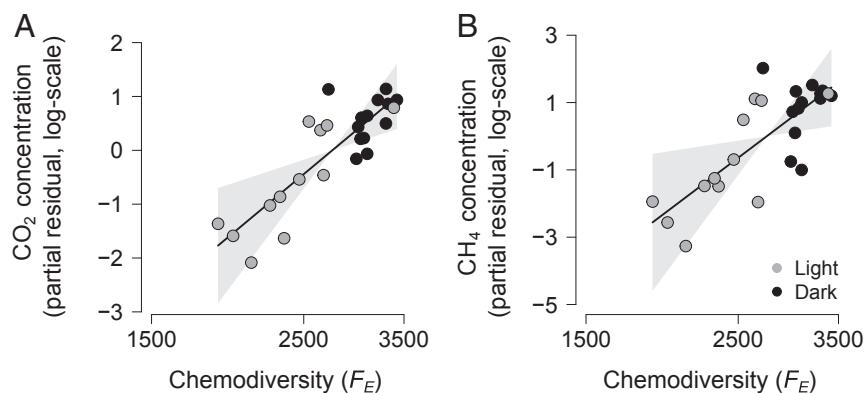 A
CO2 concentration
(partial residual, log-scale)
2
1
0
−1
−2
−3
1500
2500
3500
Chemodiversity (FE)
B
CH4 concentration
(partial residual, log-scale)
3
1
−1
−3
−5
Light
Dark
1500
2500
3500
Chemodiversity (FE)